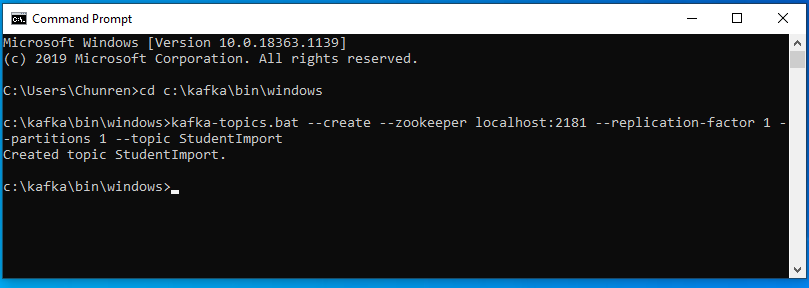 Command Prompt
Microsoft Windows [Version 10.0.18363.1139]
(c) 2019 Microsoft Corporation. All rights reserved.
C:\Users\Chunren>cd c:\kafka\bin\windows
c:\kafka\bin\windows>kafka-topics.bat --create --zookeeper localhost:2181 --replication-factor 1 -
-partitions 1 --topic StudentImport
Created topic StudentImport.
c:\kafka\bin\windows>